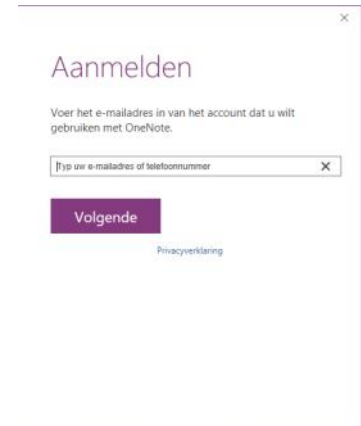 Aanmelden
Voer het e-mailadres in van het account dat u wilt
gebruiken met OneNote.
Typ uw e-mailadres of telefoonnummer
Volgende
Privacyverklaring